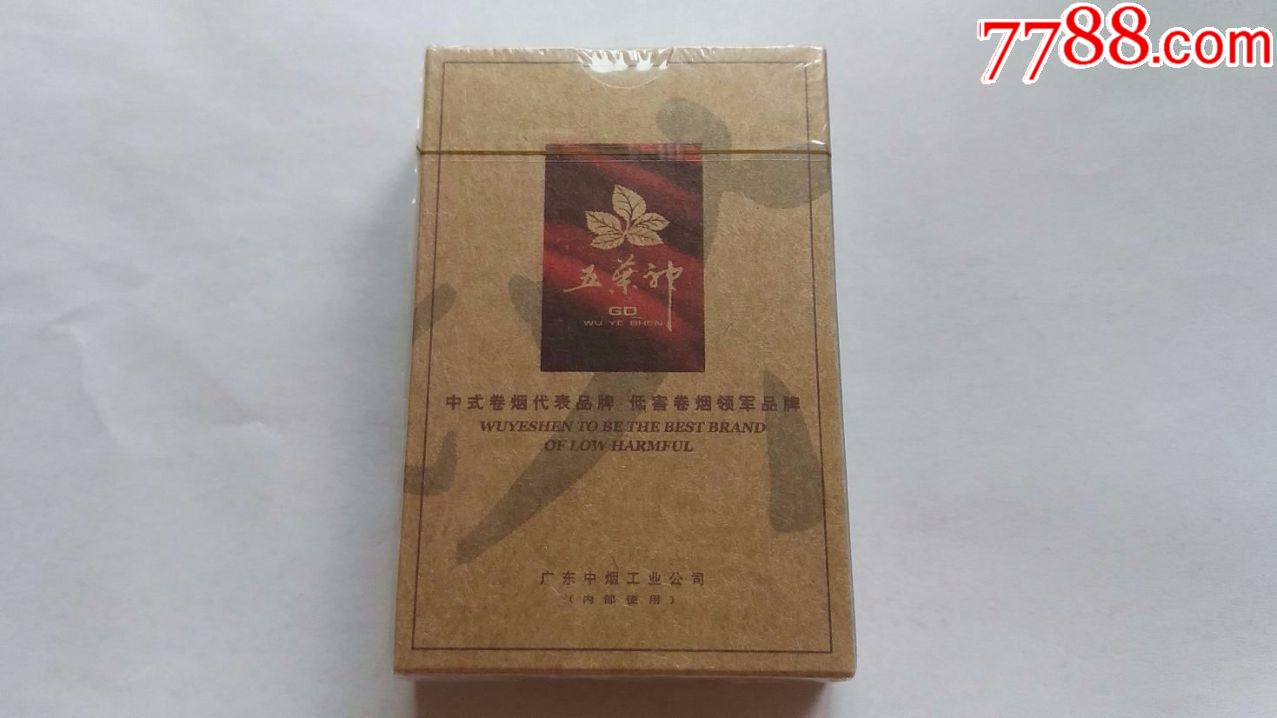 7788.com
五葉神
GD
WU YE SHEN
中式卷烟代表品牌 低害卷烟领军品牌
WUYESHEN TO BE THE BEST BRAND
OF LOW HARMFUL
广东中烟工业公司
(内部使用)